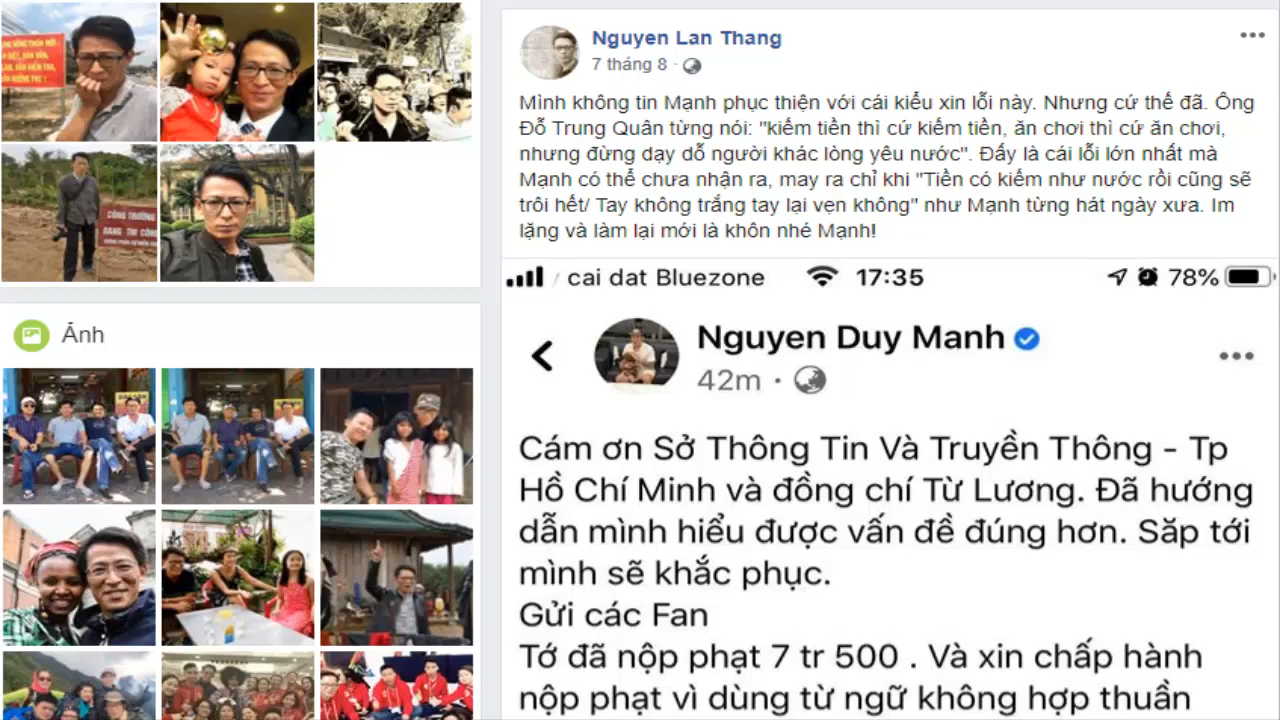 CÔNG TRƯỜNG
ĐANG THI CÔNG
Ảnh
Nguyen Lan Thang
7 tháng 8 ·
Mình không tin Mạnh phục thiện với cái kiểu xin lỗi này. Nhưng cứ thế đã. Ông
Đỗ Trung Quân từng nói: "kiếm tiền thì cứ kiếm tiền, ăn chơi thì cứ ăn chơi,
nhưng đừng dạy dỗ người khác lòng yêu nước". Đấy là cái lỗi lớn nhất mà
Mạnh có thể chưa nhận ra, may ra chỉ khi "Tiền có kiếm như nước rồi cũng sẽ
trôi hết/ Tay không trắng tay lại vẹn không" như Mạnh từng hát ngày xưa. Im
lặng và làm lại mới là khôn nhé Mạnh!
cai dat Bluezone 17:35 78%
Nguyen Duy Manh
42m ·
Cám ơn Sở Thông Tin Và Truyền Thông - Tp
Hồ Chí Minh và đồng chí Từ Lương. Đã hướng
dẫn mình hiểu được vấn đề đúng hơn. Săp tới
mình sẽ khắc phục.
Gửi các Fan
Tớ đã nộp phạt 7 tr 500 . Và xin chấp hành
nộp phạt vì dùng từ ngữ không hợp thuần